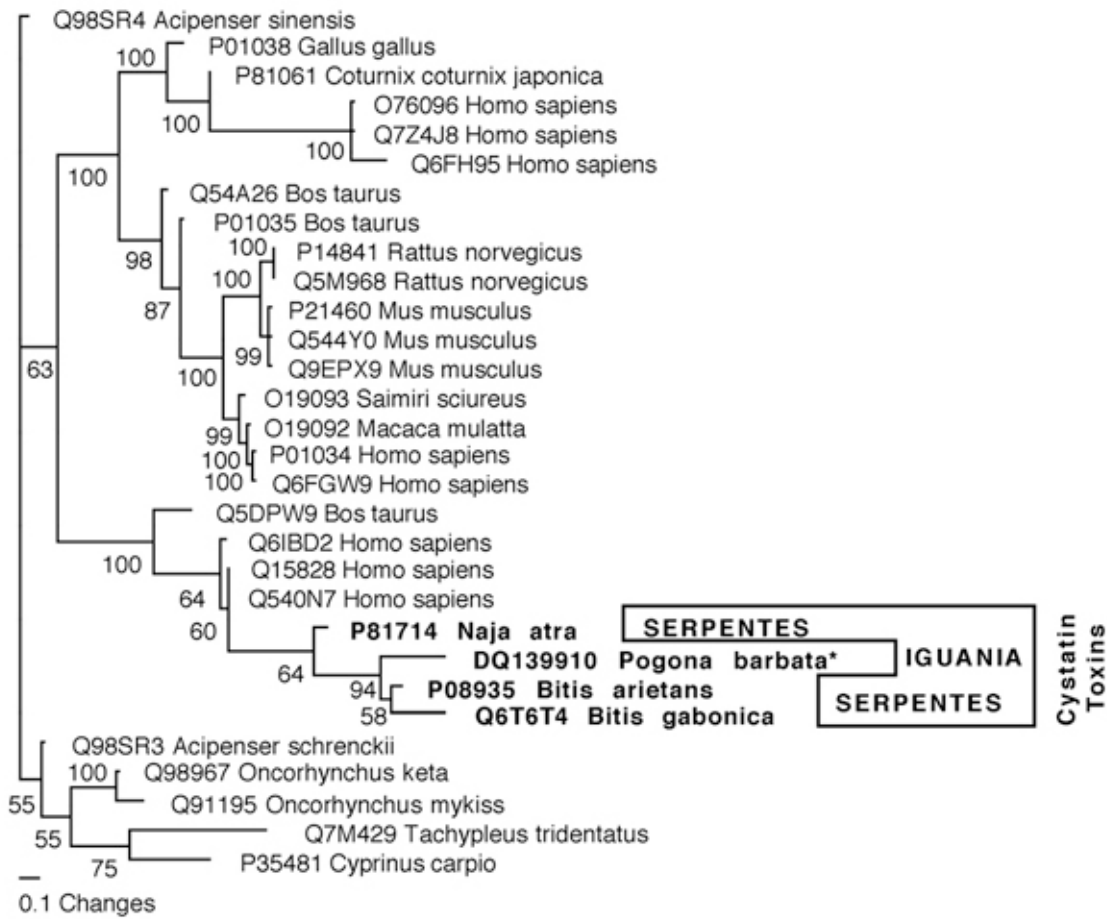 Q98SR4 Acipenser sinensis
P01038 Gallus gallus
100
P81061 Coturnix coturnix japonica
O76096 Homo sapiens
100
Q7Z4J8 Homo sapiens
100
Q6FH95 Homo sapiens
100
Q54A26 Bos taurus
P01035 Bos taurus
100
P14841 Rattus norvegicus
98
100
Q5M968 Rattus norvegicus
87
P21460 Mus musculus
Q544Y0 Mus musculus
99
Q9EPX9 Mus musculus
63
100
O19093 Saimiri sciureus
99
O19092 Macaca mulatta
100
P01034 Homo sapiens
100
Q6FGW9 Homo sapiens
Q5DPW9 Bos taurus
Q6IBD2 Homo sapiens
100
Q15828 Homo sapiens
64
Q540N7 Homo sapiens
60
P81714 Naja atra
SERPENTES
DQ139910 Pogona barbata*
IGUANIA
64
94
P08935 Bitis arietans
SERPENTES
58
Q6T6T4 Bitis gabonica
Cystatin
Toxins
Q98SR3 Acipenser schrenckii
100
Q98967 Oncorhynchus keta
55
Q91195 Oncorhynchus mykiss
55
Q7M429 Tachypleus tridentatus
75
P35481 Cyprinus carpio
0.1 Changes